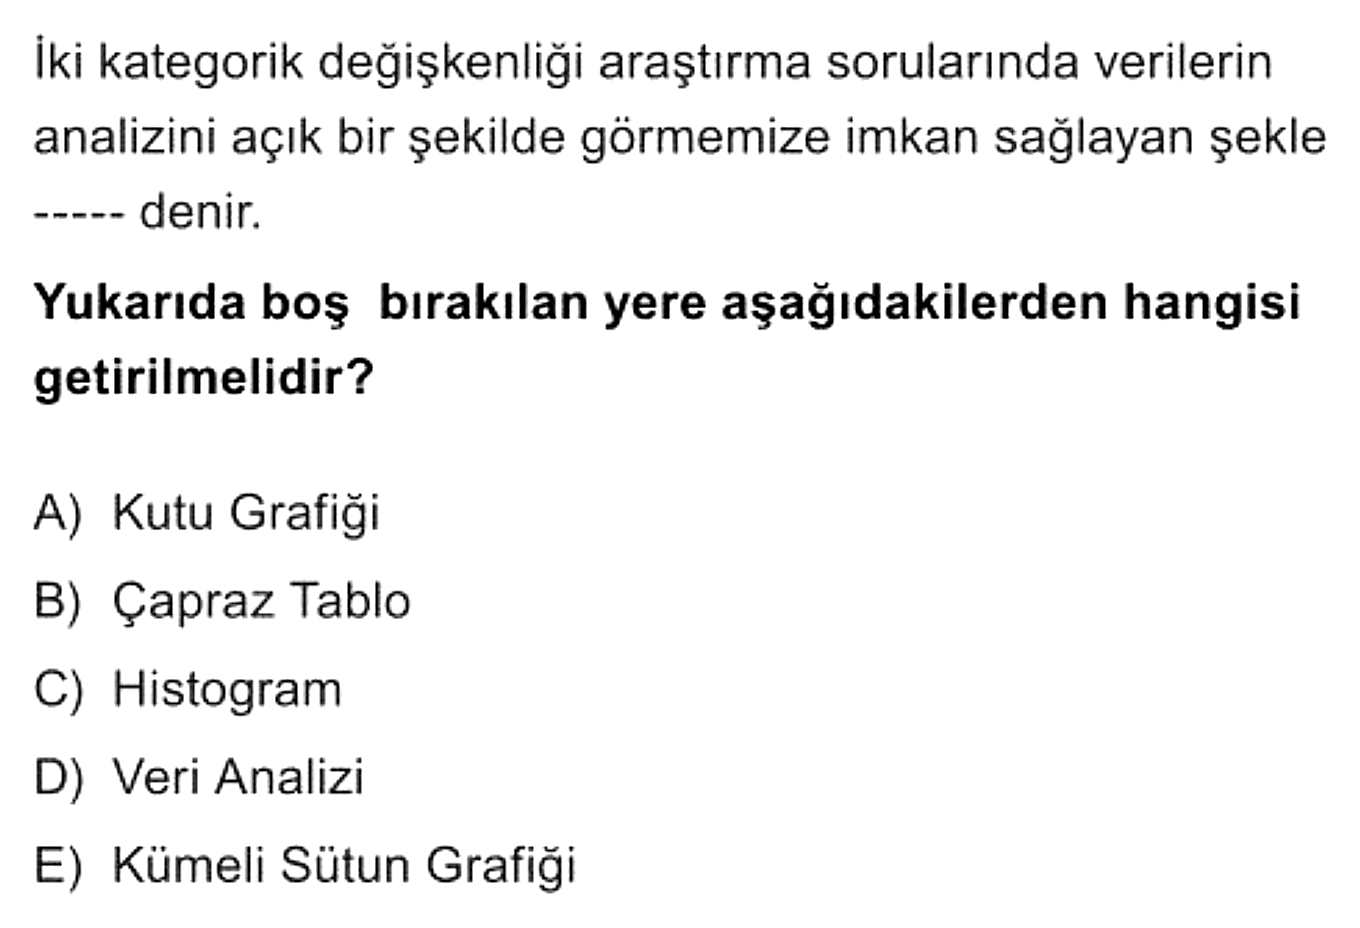 İki kategorik değişkenliği araştırma sorularında verilerin
analizini açık bir şekilde görmemize imkan sağlayan şekle
----- denir.
Yukarıda boş bırakılan yere aşağıdakilerden hangisi
getirilmelidir?
A) Kutu Grafiği
B) Çapraz Tablo
C) Histogram
D) Veri Analizi
E) Kümeli Sütun Grafiği